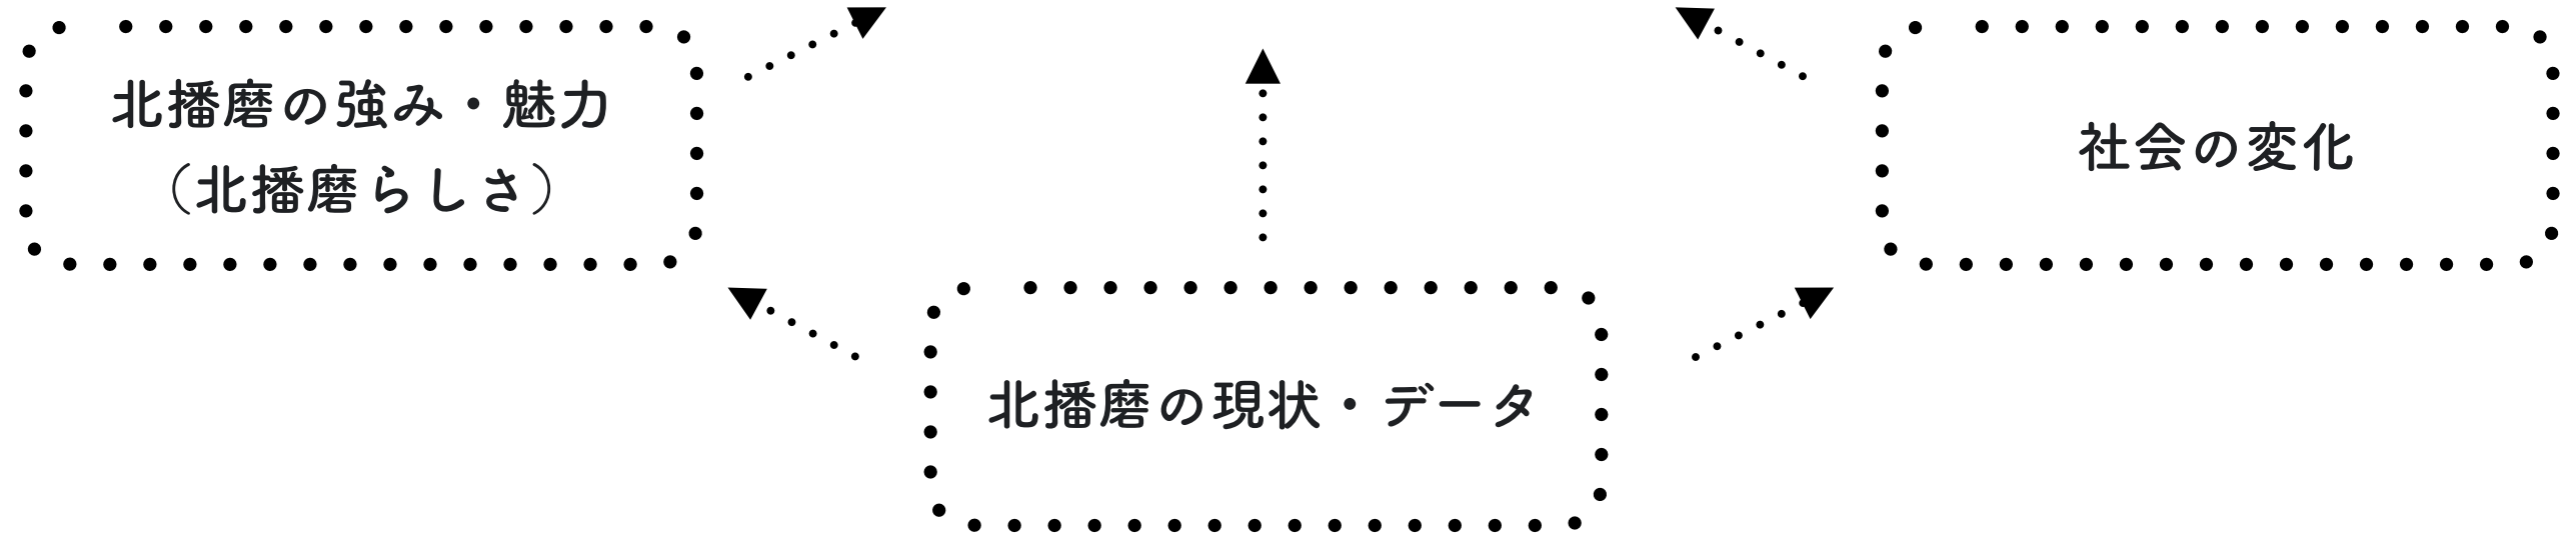 北播磨の強み・魅力
（北播磨らしさ）
社会の変化
北播磨の現状・データ